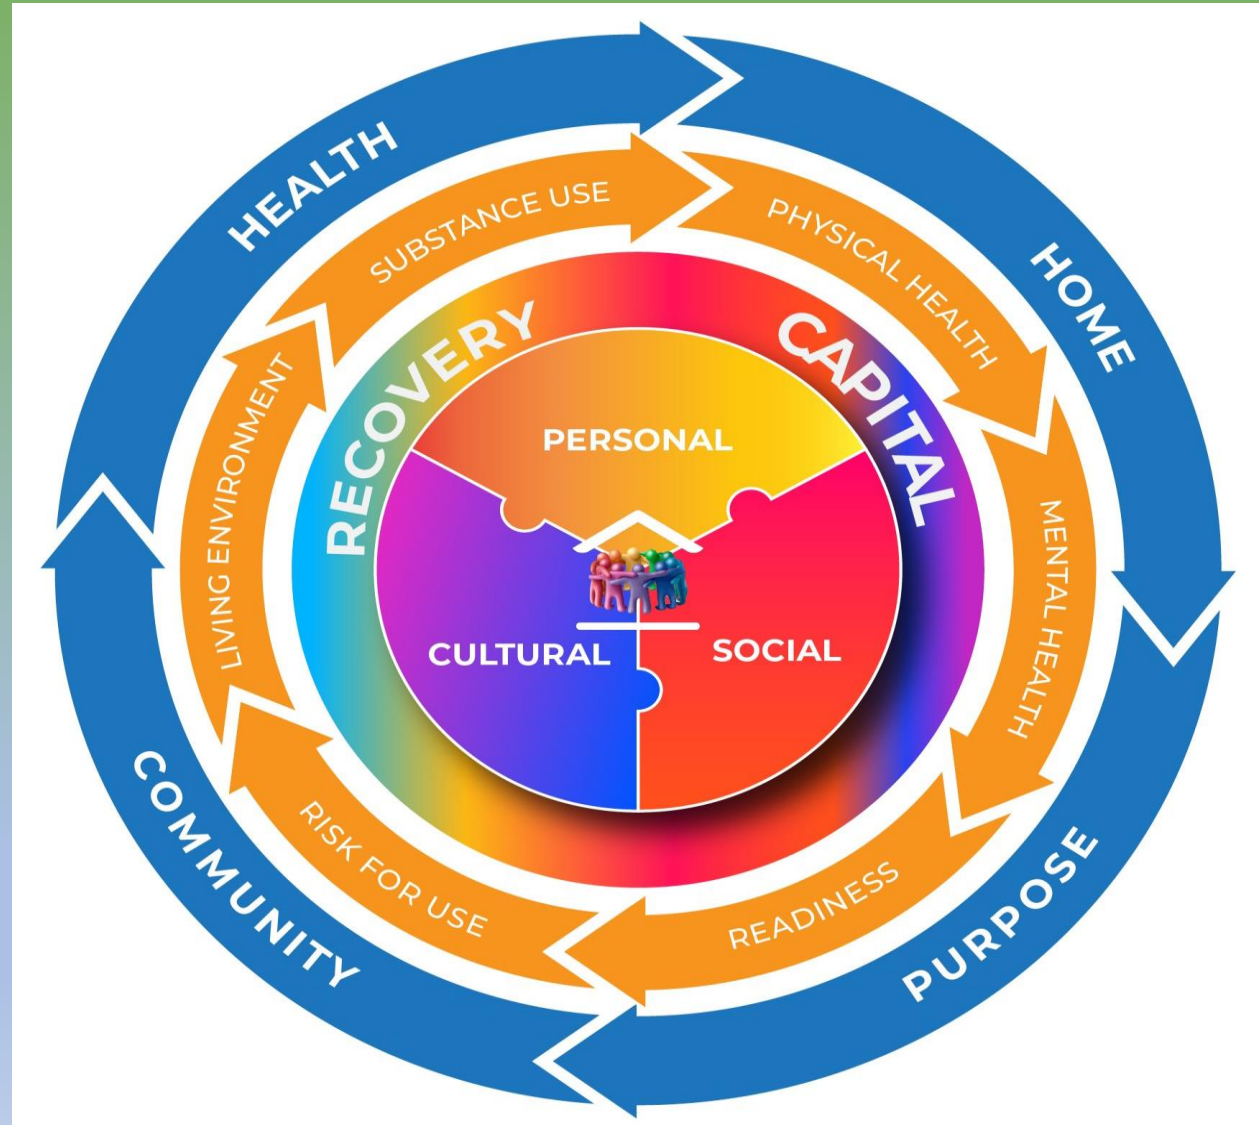 HEALTH
HOME
PURPOSE
COMMUNITY
SUBSTANCE USE
PHYSICAL HEALTH
MENTAL HEALTH
READINESS
RISK FOR USE
LIVING ENVIRONMENT
RECOVERY
CAPITAL
PERSONAL
CULTURAL
SOCIAL